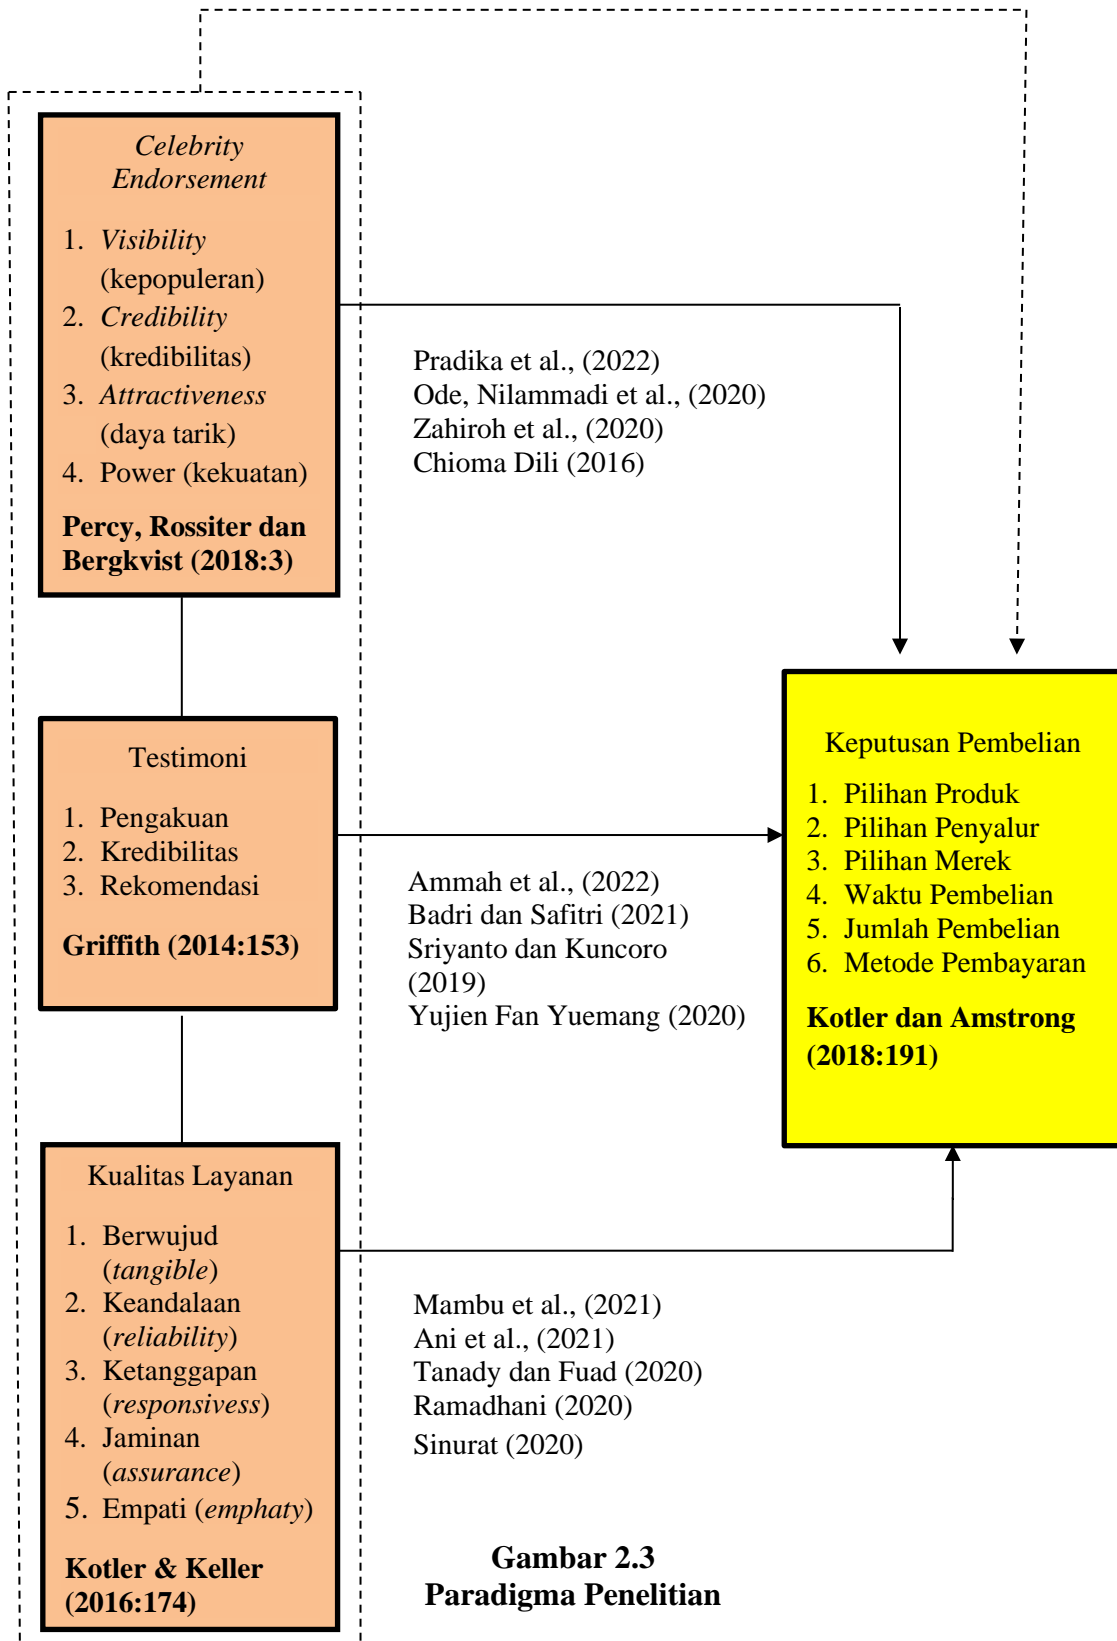 Celebrity
Endorsement
1. Visibility
(kepopuleran)
2. Credibility
(kredibilitas)
3. Attractiveness
(daya tarik)
4. Power (kekuatan)
Percy, Rossiter dan
Bergkvist (2018:3)
Pradika et al., (2022)
Ode, Nilammadi et al., (2020)
Zahiroh et al., (2020)
Chioma Dili (2016)
Testimoni
1. Pengakuan
2. Kredibilitas
3. Rekomendasi
Griffith (2014:153)
Ammah et al., (2022)
Badri dan Safitri (2021)
Sriyanto dan Kuncoro
(2019)
Yujien Fan Yuemang (2020)
Keputusan Pembelian
1. Pilihan Produk
2. Pilihan Penyalur
3. Pilihan Merek
4. Waktu Pembelian
5. Jumlah Pembelian
6. Metode Pembayaran
Kotler dan Amstrong
(2018:191)
Kualitas Layanan
1. Berwujud
(tangible)
2. Keandalaan
(reliability)
3. Ketanggapan
(responsivess)
4. Jaminan
(assurance)
5. Empati (emphaty)
Kotler & Keller
(2016:174)
Mambu et al., (2021)
Ani et al., (2021)
Tanady dan Fuad (2020)
Ramadhani (2020)
Sinurat (2020)
Gambar 2.3
Paradigma Penelitian